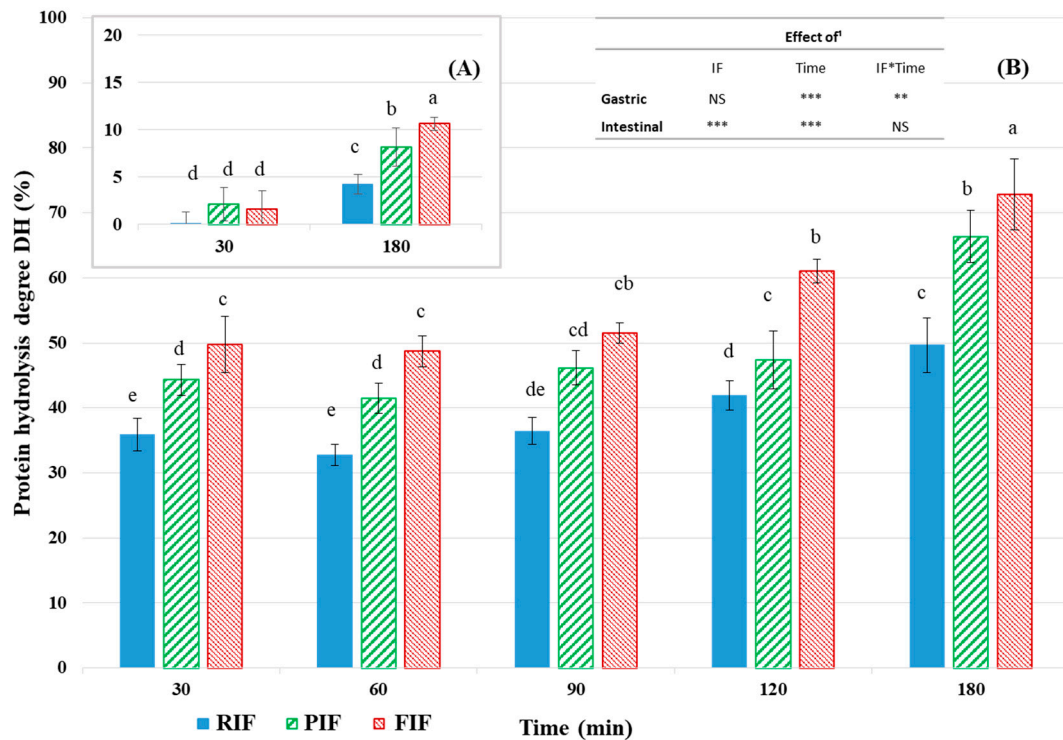 Protein hydrolysis degree DH (%)
100
90
80
70
60
50
40
30
20
10
0
(A)
20
15
10
5
0
d
d
d
c
b
a
30
180
Effect of¹
IF Time IF*Time
Gastric NS *** **
Intestinal *** *** NS
(B)
e
d
c
e
d
c
de
cd
cb
d
c
b
c
b
a
30
60
90
120
180
RIF PIF FIF
Time (min)